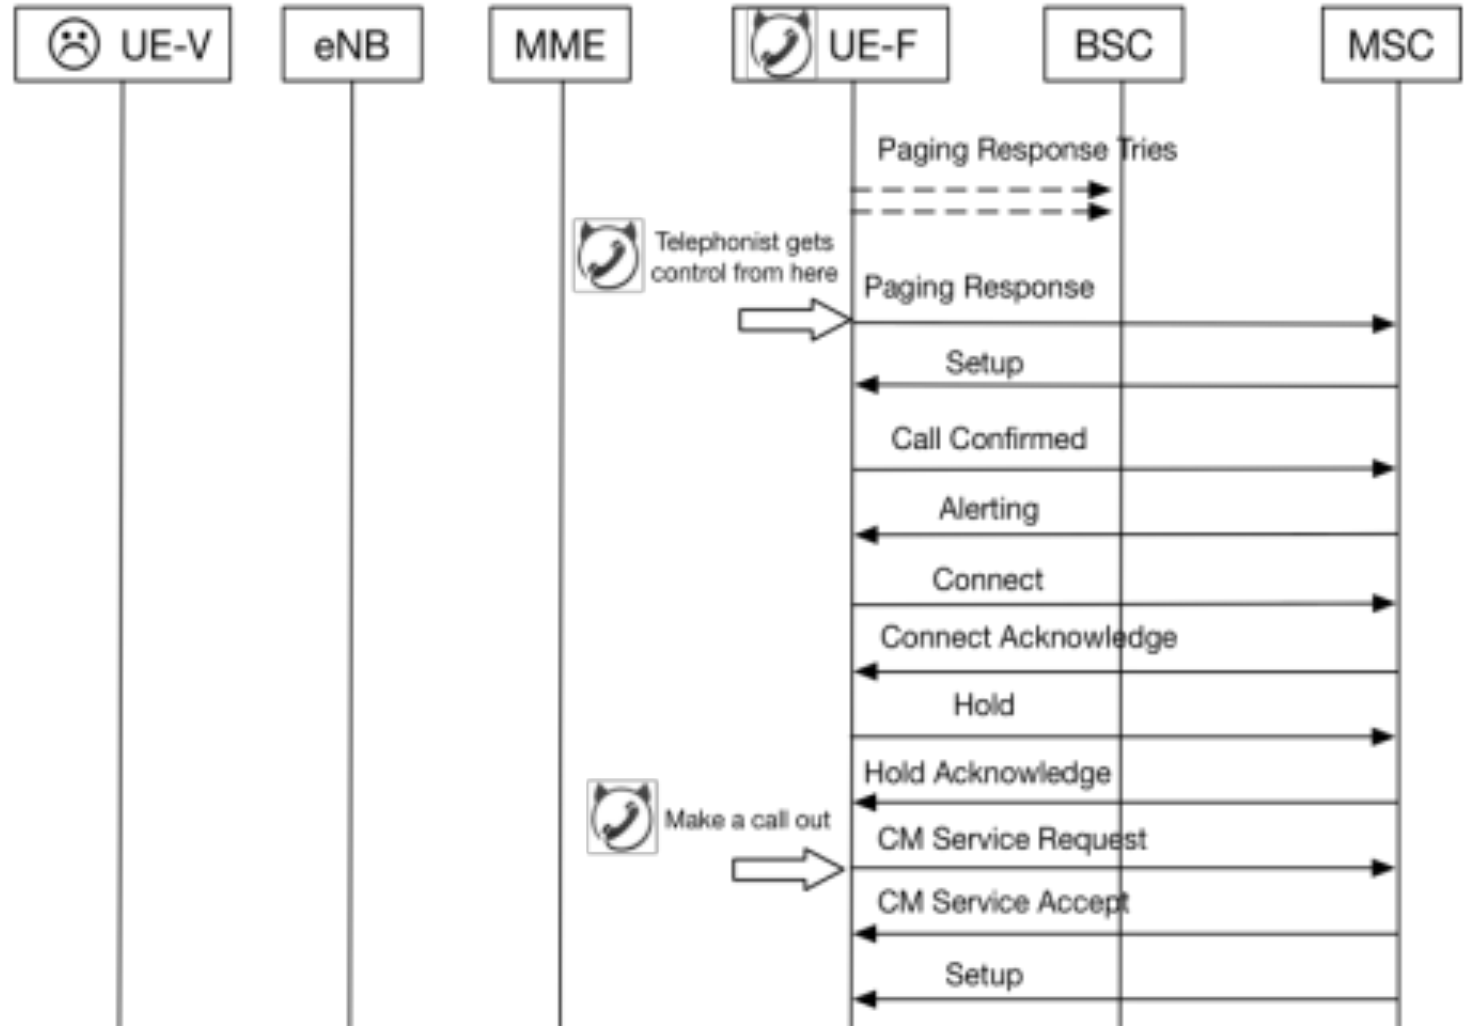 UE-V
eNB
MME
UE-F
BSC
MSC
Paging Response Tries
Telephonist gets
control from here
Paging Response
Setup
Call Confirmed
Alerting
Connect
Connect Acknowledge
Hold
Hold Acknowledge
Make a call out
CM Service Request
CM Service Accept
Setup